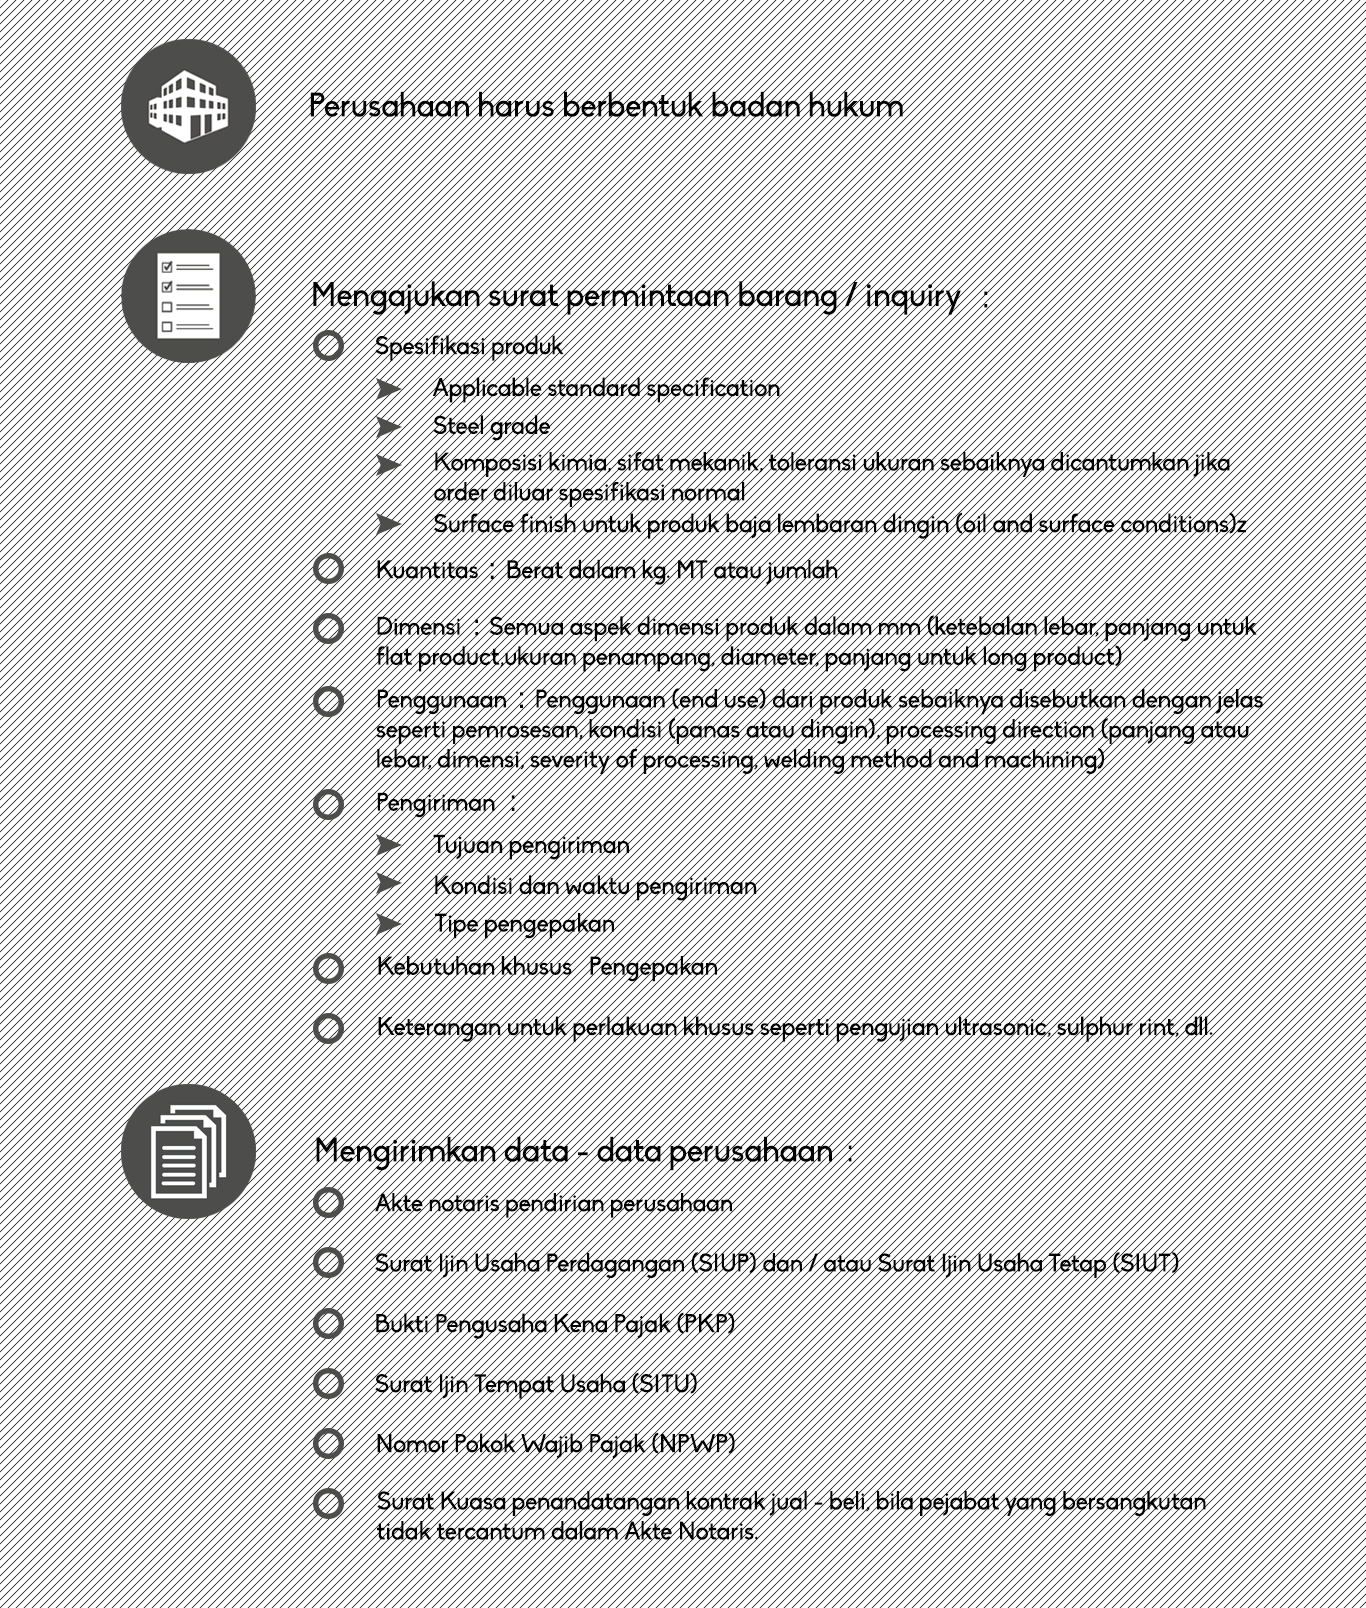 Perusahaan harus berbentuk badan hukum
Mengajukan surat permintaan barang / inquiry :
Spesifikasi produk
Applicable standard specification
Steel grade
Komposisi kimia, sifat mekanik, toleransi ukuran sebaiknya dicantumkan jika
order diluar spesifikasi normal
Surface finish untuk produk baja lembaran dingin (oil and surface conditions)z
Kuantitas : Berat dalam kg. MT atau jumlah
Dimensi : Semua aspek dimensi produk dalam mm (ketebalan lebar, panjang untuk
flat product,ukuran penampang, diameter, panjang untuk long product)
Penggunaan : Penggunaan (end use) dari produk sebaiknya disebutkan dengan jelas
seperti pemrosesan, kondisi (panas atau dingin), processing direction (panjang atau
lebar, dimensi, severity of processing, welding method and machining)
Pengiriman :
Tujuan pengiriman
Kondisi dan waktu pengiriman
Tipe pengepakan
Kebutuhan khusus Pengepakan
Keterangan untuk perlakuan khusus seperti pengujian ultrasonic, sulphur rint, dll.
Mengirimkan data - data perusahaan :
Akte notaris pendirian perusahaan
Surat Ijin Usaha Perdagangan (SIUP) dan / atau Surat Ijin Usaha Tetap (SIUT)
Bukti Pengusaha Kena Pajak (PKP)
Surat Ijin Tempat Usaha (SITU)
Nomor Pokok Wajib Pajak (NPWP)
Surat Kuasa penandatangan kontrak jual - beli, bila pejabat yang bersangkutan
tidak tercantum dalam Akte Notaris.